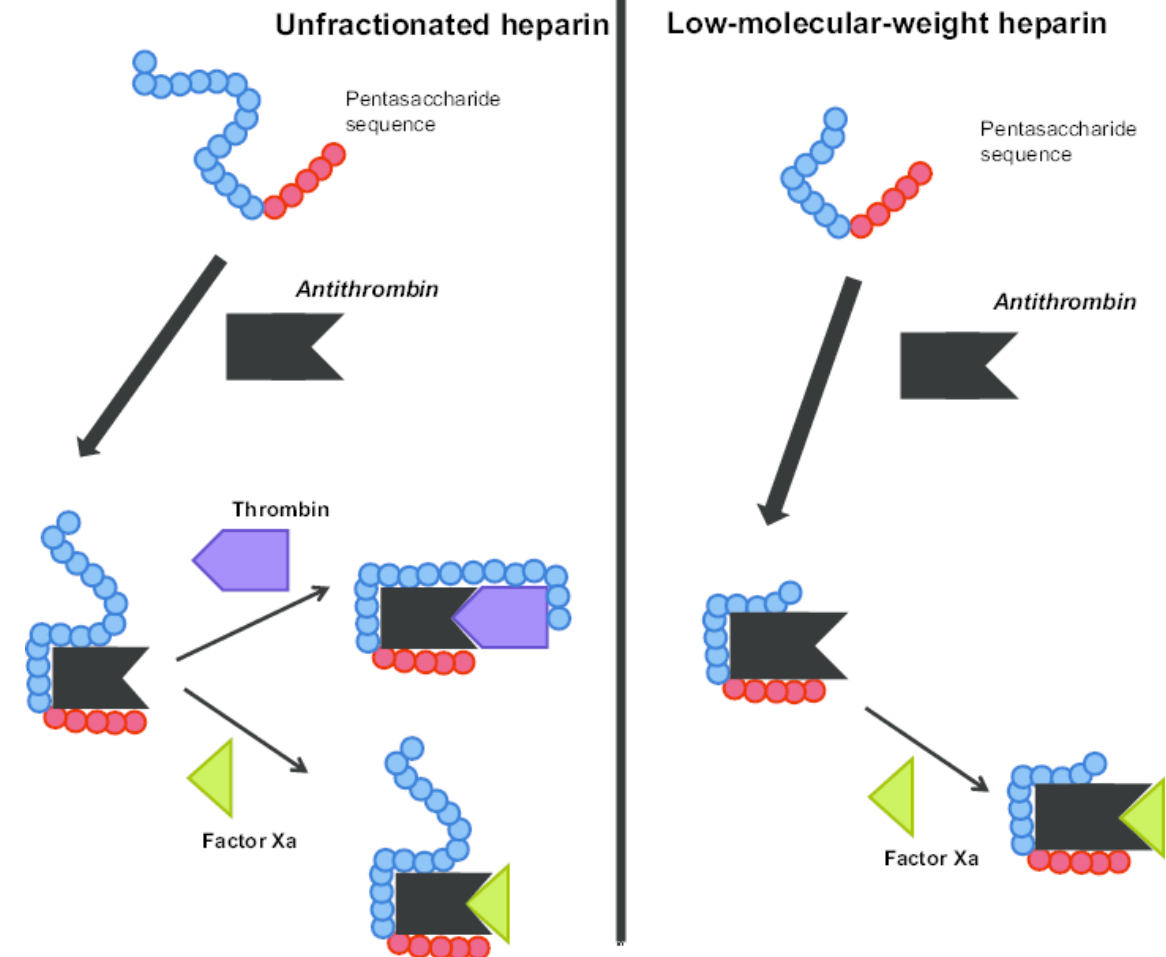 Unfractionated heparin
Pentasaccharide
sequence
Antithrombin
Thrombin
Factor Xa
Low-molecular-weight heparin
Pentasaccharide
sequence
Antithrombin
Factor Xa